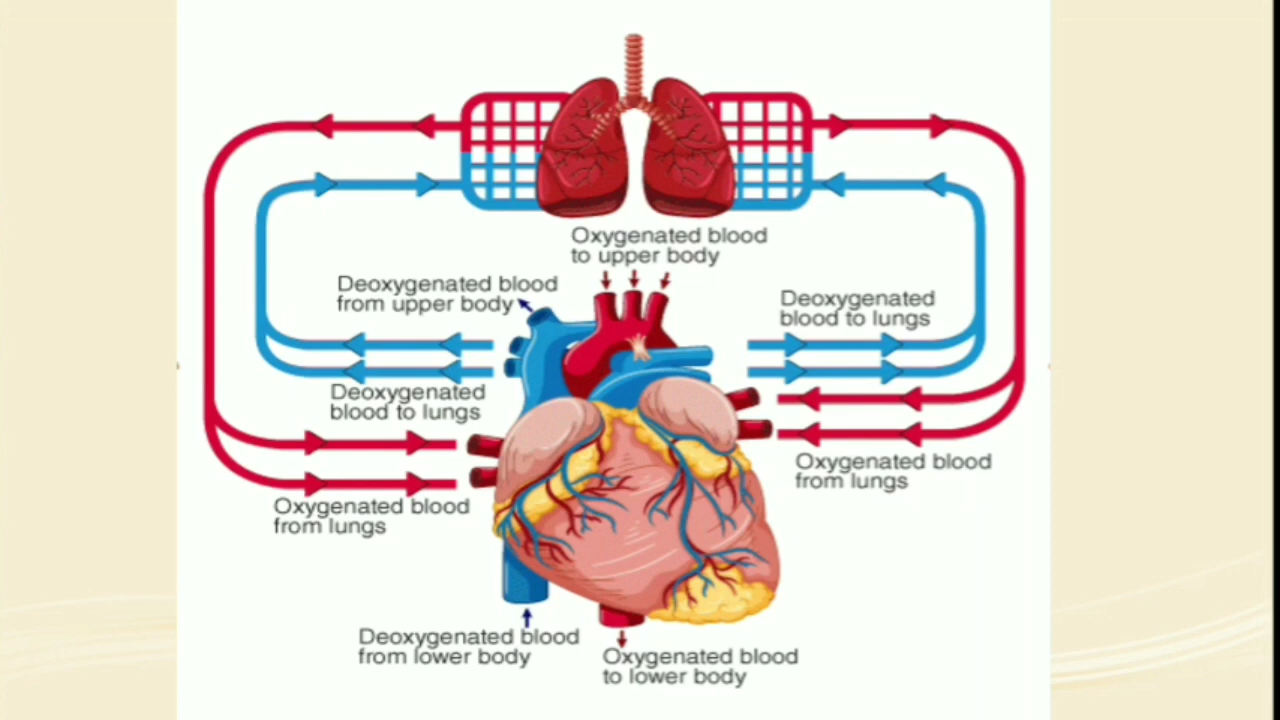 Oxygenated blood
to upper body
Deoxygenated blood
from upper body
Deoxygenated
blood to lungs
Deoxygenated
blood to lungs
Oxygenated blood
from lungs
Oxygenated blood
from lungs
Deoxygenated blood
from lower body
Oxygenated blood
to lower body